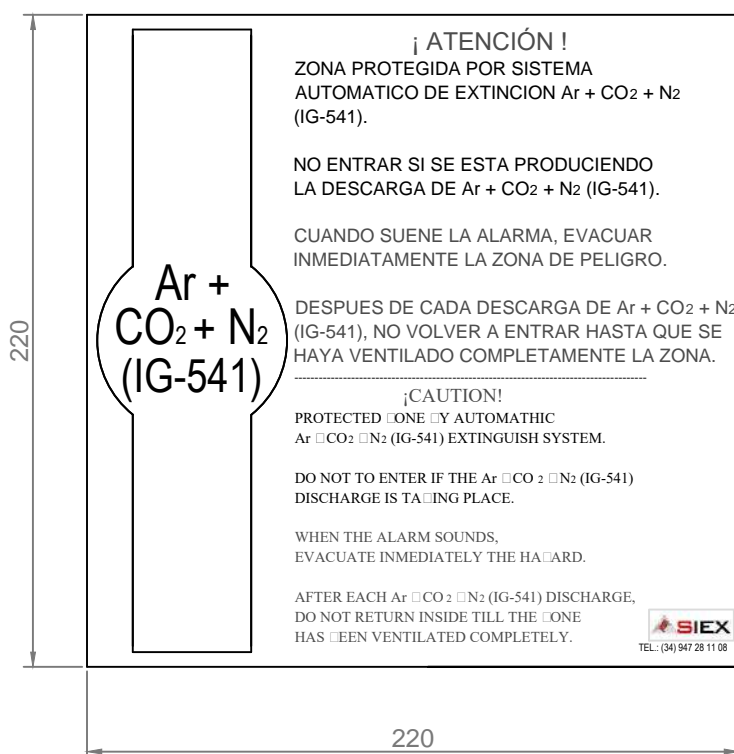 ¡ ATENCIÓN !
ZONA PROTEGIDA POR SISTEMA
AUTOMATICO DE EXTINCION Ar + CO2 + N2
(IG-541).
NO ENTRAR SI SE ESTA PRODUCIENDO
LA DESCARGA DE Ar + CO2 + N2 (IG-541).
CUANDO SUENE LA ALARMA, EVACUAR
INMEDIATAMENTE LA ZONA DE PELIGRO.
DESPUES DE CADA DESCARGA DE Ar + CO2 + N2
(IG-541), NO VOLVER A ENTRAR HASTA QUE SE
HAYA VENTILADO COMPLETAMENTE LA ZONA.
¡CAUTION!
PROTECTED □ONE □Y AUTOMATHIC
Ar □CO2 □N2 (IG-541) EXTINGUISH SYSTEM.
DO NOT TO ENTER IF THE Ar □CO 2 □N2 (IG-541)
DISCHARGE IS TA□ING PLACE.
WHEN THE ALARM SOUNDS,
EVACUATE INMEDIATELY THE HA□ARD.
AFTER EACH Ar □CO 2 □N2 (IG-541) DISCHARGE,
DO NOT RETURN INSIDE TILL THE □ONE
HAS □EEN VENTILATED COMPLETELY.
SIEX
TEL.: (34) 947 28 11 08
Ar +
CO2 + N2
(IG-541)
220
220